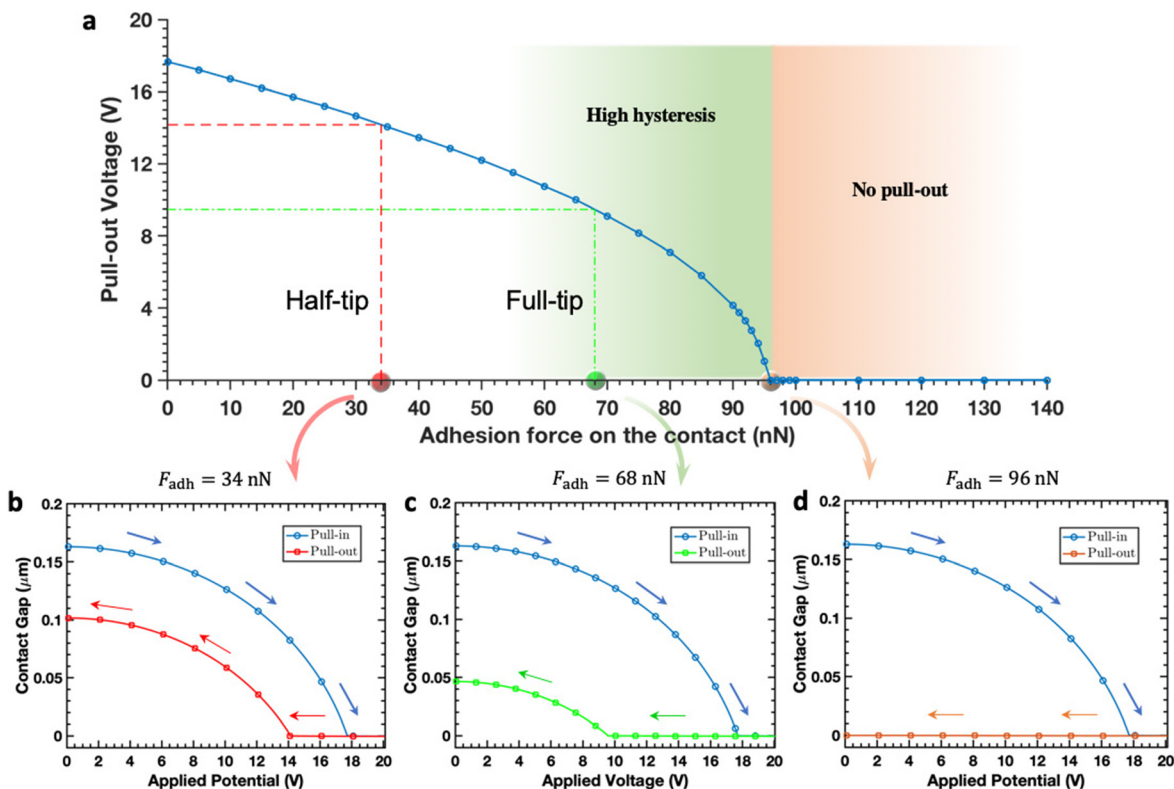 a
Pull-out Voltage (V)
20
16
12
8
4
0
High hysteresis
No pull-out
Half-tip
Full-tip
0 10 20 30 40 50 60 70 80 90 100 110 120 130 140
Adhesion force on the contact (nN)
b
F_adh = 34 nN
Contact Gap (μm)
0.2
0.15
0.1
0.05
0
Pull-in
Pull-out
0 2 4 6 8 10 12 14 16 18 20
Applied Potential (V)
c
F_adh = 68 nN
Contact Gap (μm)
0.2
0.15
0.1
0.05
0
Pull-in
Pull-out
0 2 4 6 8 10 12 14 16 18 20
Applied Voltage (V)
d
F_adh = 96 nN
Contact Gap (μm)
0.2
0.15
0.1
0.05
0
Pull-in
Pull-out
0 2 4 6 8 10 12 14 16 18 20
Applied Potential (V)